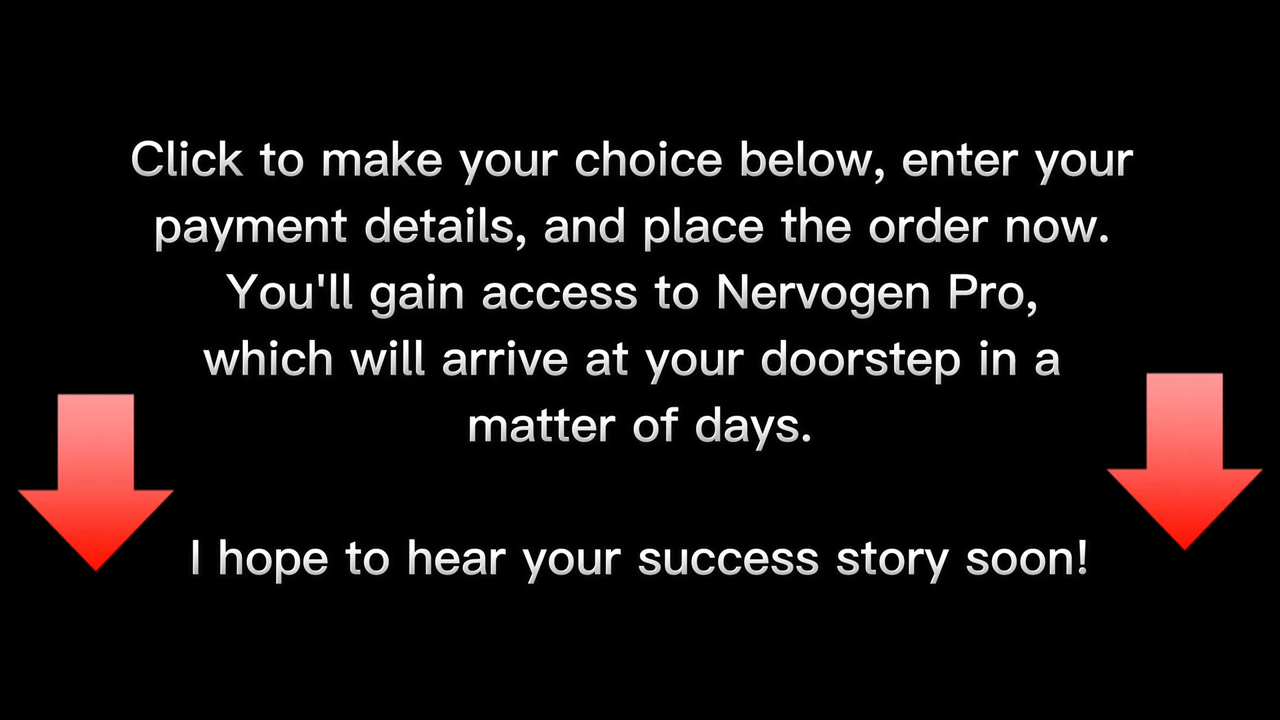 Click to make your choice below, enter your
payment details, and place the order now.
You'll gain access to Nervogen Pro,
which will arrive at your doorstep in a
matter of days.
I hope to hear your success story soon!